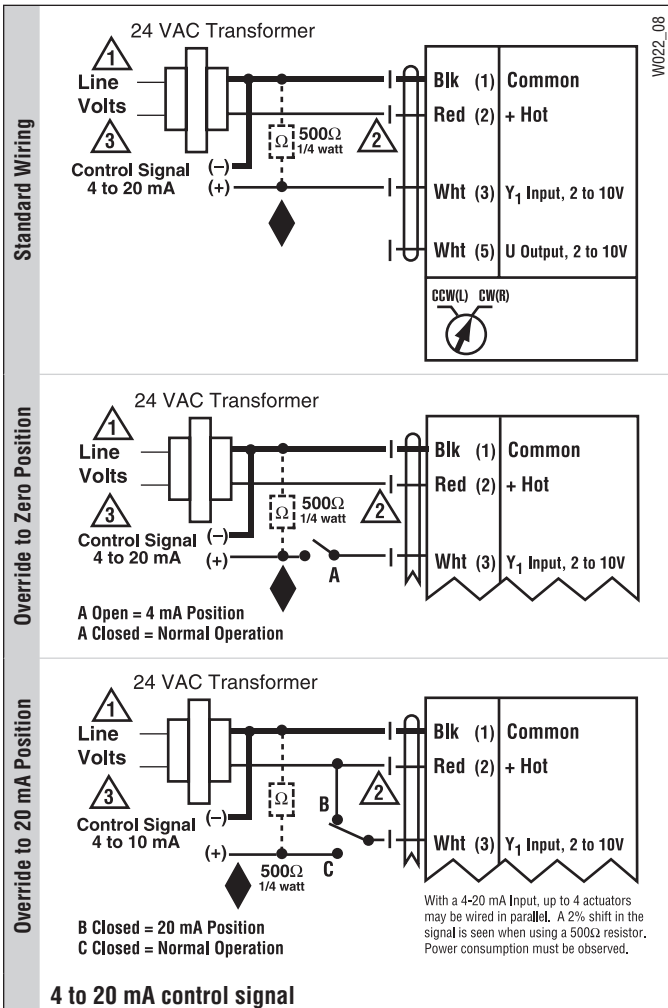 W022_08
Standard Wiring
24 VAC Transformer
1
Line
Volts
3
Control Signal
4 to 20 mA
(–)
(+)
Ω
500Ω
1/4 watt
2
Blk (1) Common
Red (2) + Hot
Wht (3) Y1 Input, 2 to 10V
Wht (5) U Output, 2 to 10V
CCW(L) CW(R)
Override to Zero Position
24 VAC Transformer
1
Line
Volts
3
Control Signal
4 to 20 mA
(–)
(+)
Ω
500Ω
1/4 watt
2
A
Blk (1) Common
Red (2) + Hot
Wht (3) Y1 Input, 2 to 10V
A Open = 4 mA Position
A Closed = Normal Operation
Override to 20 mA Position
24 VAC Transformer
1
Line
Volts
3
Control Signal
4 to 10 mA
(–)
(+)
Ω
500Ω
1/4 watt
B
C
2
Blk (1) Common
Red (2) + Hot
Wht (3) Y1 Input, 2 to 10V
B Closed = 20 mA Position
C Closed = Normal Operation
With a 4-20 mA Input, up to 4 actuators
may be wired in parallel. A 2% shift in the
signal is seen when using a 500Ω resistor.
Power consumption must be observed.
4 to 20 mA control signal